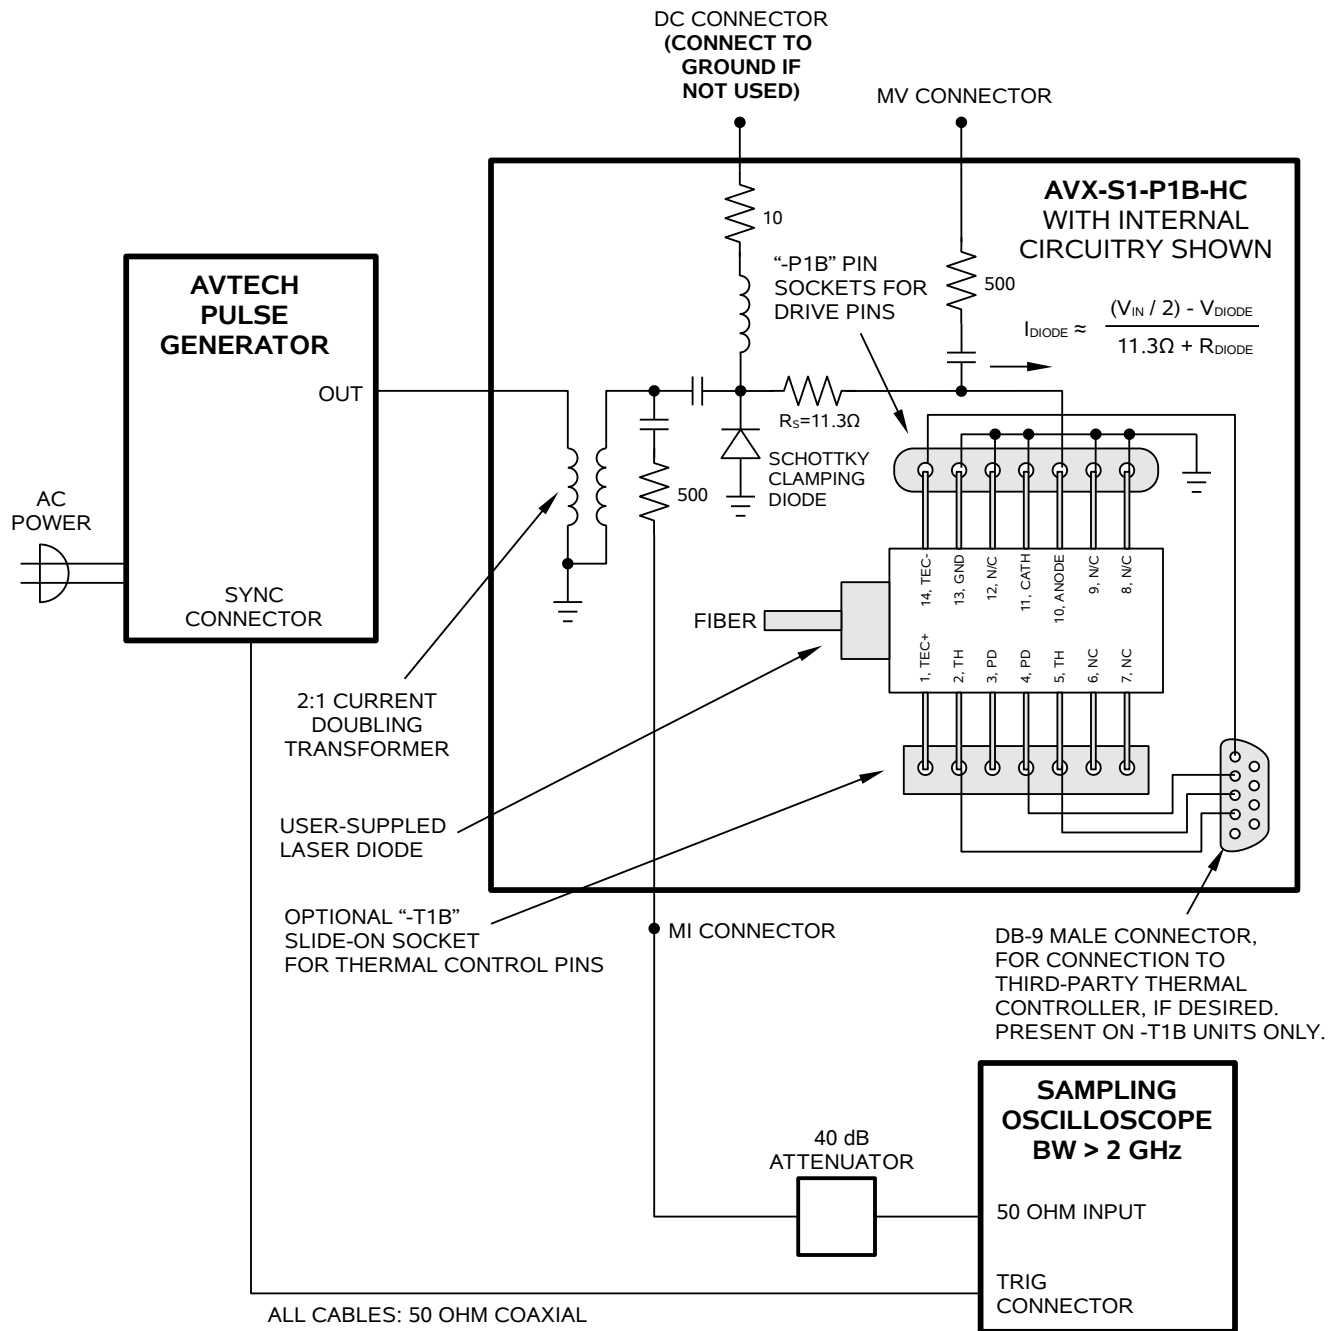 DC CONNECTOR
(CONNECT TO
GROUND IF
NOT USED)
MV CONNECTOR
AVX-S1-P1B-HC
WITH INTERNAL
CIRCUITRY SHOWN
10
500
“-P1B” PIN
SOCKETS FOR
DRIVE PINS
IDIODE ≈ (VIN / 2) - VDIODE
11.3Ω + RDIODE
AVTECH
PULSE
GENERATOR
OUT
RS=11.3Ω
SCHOTTKY
CLAMPING
DIODE
500
AC
POWER
SYNC
CONNECTOR
14, TEC-
13, GND
12, N/C
11, CATH
10, ANODE
9, N/C
8, N/C
FIBER
1, TEC+
2, TH
3, PD
4, PD
5, TH
6, NC
7, NC
2:1 CURRENT
DOUBLING
TRANSFORMER
USER-SUPPLED
LASER DIODE
OPTIONAL “-T1B”
SLIDE-ON SOCKET
FOR THERMAL CONTROL PINS
MI CONNECTOR
DB-9 MALE CONNECTOR,
FOR CONNECTION TO
THIRD-PARTY THERMAL
CONTROLLER, IF DESIRED.
PRESENT ON -T1B UNITS ONLY.
SAMPLING
OSCILLOSCOPE
BW > 2 GHz
40 dB
ATTENUATOR
50 OHM INPUT
TRIG
CONNECTOR
ALL CABLES: 50 OHM COAXIAL